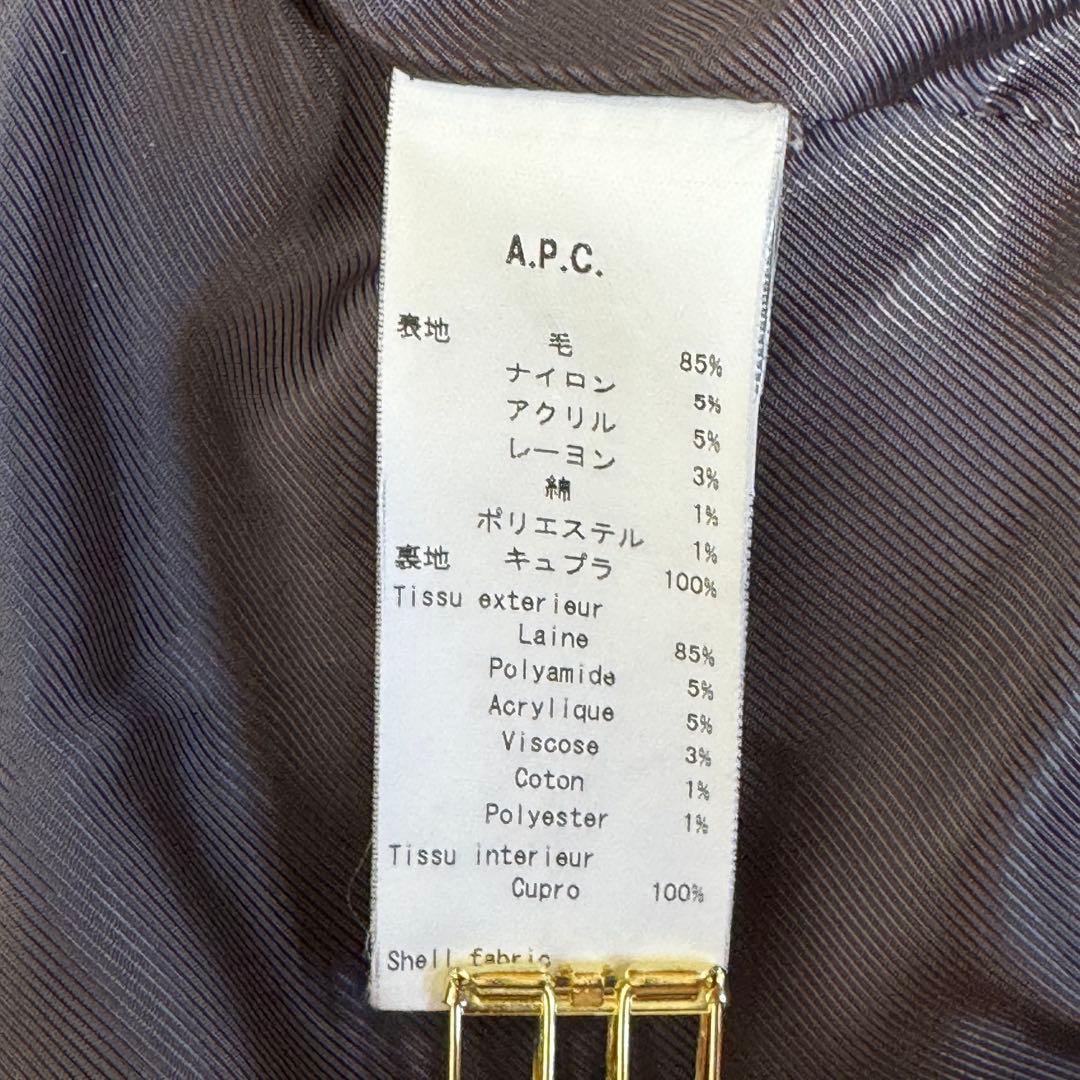 A.P.C.
表地 毛 85%
ナイロン 5%
アクリル 5%
レーヨン 3%
綿 1%
ポリエステル 1%
裏地 キュプラ 100%
Tissu exterieur
Laine 85%
Polyamide 5%
Acrylique 5%
Viscose 3%
Coton 1%
Polyester 1%
Tissu interieur
Cupro 100%
Shell fabric